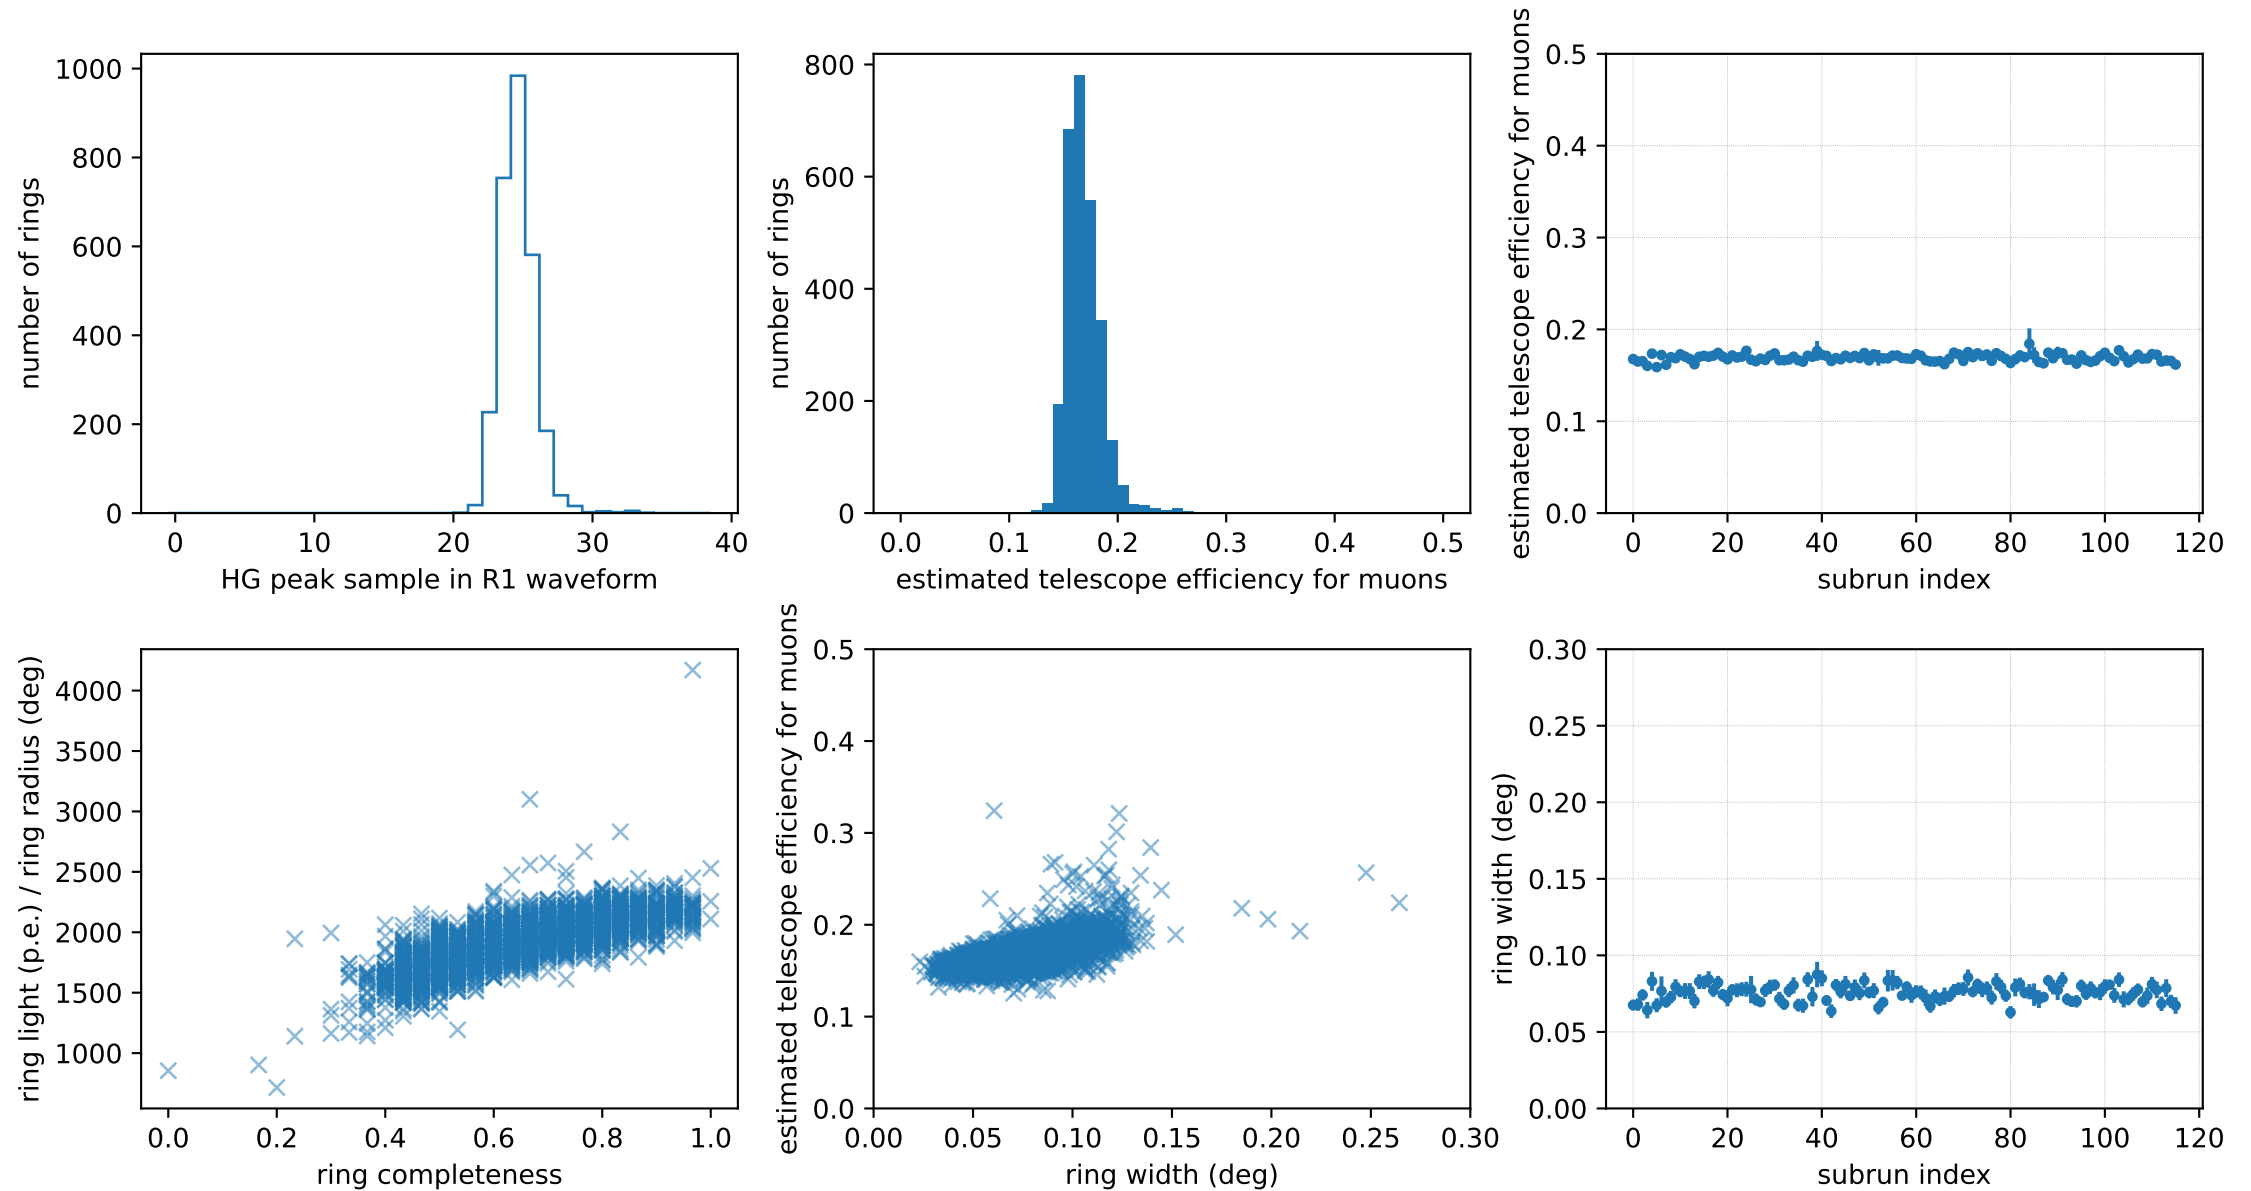 1000
800
600
400
200
0
number of rings
0 10 20 30 40
HG peak sample in R1 waveform
800
600
400
200
0
number of rings
0.0 0.1 0.2 0.3 0.4 0.5
estimated telescope efficiency for muons
0.5
0.4
0.3
0.2
0.1
0.0
estimated telescope efficiency for muons
0 20 40 60 80 100 120
subrun index
4000
3500
3000
2500
2000
1500
1000
ring light (p.e.) / ring radius (deg)
0.0 0.2 0.4 0.6 0.8 1.0
ring completeness
0.5
0.4
0.3
0.2
0.1
0.0
estimated telescope efficiency for muons
0.00 0.05 0.10 0.15 0.20 0.25 0.30
ring width (deg)
0.30
0.25
0.20
0.15
0.10
0.05
0.00
ring width (deg)
0 20 40 60 80 100 120
subrun index